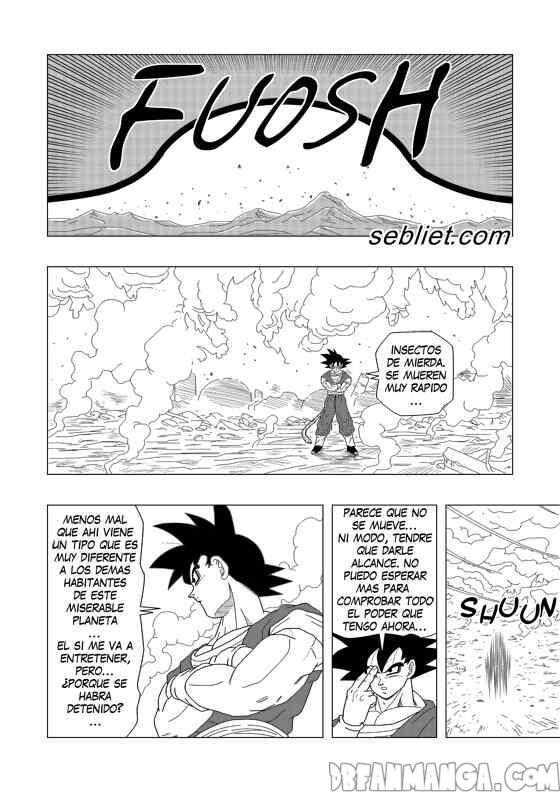 FUOSH
sebliet.com
INSECTOS
DE MIERDA.
SE MUEREN
MUY RAPIDO
...
MENOS MAL
QUE AHI VIENE
UN TIPO QUE ES
MUY DIFERENTE
A LOS DEMAS
HABITANTES
DE ESTE
MISERABLE
PLANETA
...
EL SI ME VA A
ENTRETENER,
PERO...
¿PORQUE SE
HABRA
DETENIDO?
...
PARECE QUE NO
SE MUEVE...
NI MODO, TENDRE
QUE DARLE
ALCANCE. NO
PUEDO ESPERAR
MAS PARA
COMPROBAR TODO
EL PODER QUE
TENGO AHORA...
SHUUN
DBFANMANGA.COM